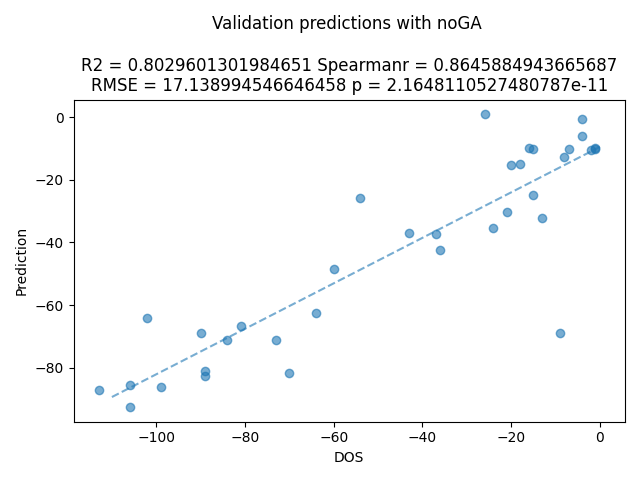 Validation predictions with noGA
R2 = 0.8029601301984651 Spearmanr = 0.8645884943665687
RMSE = 17.138994546646458 p = 2.1648110527480787e-11
0
−20
−40
−60
−80
Prediction
−100
−80
−60
−40
−20
0
DOS